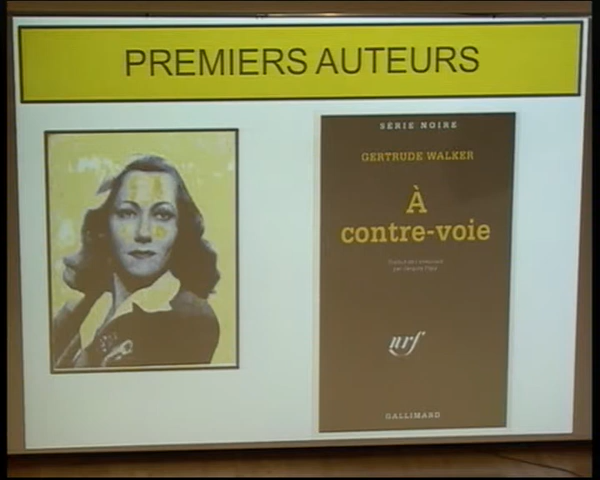 PREMIERS AUTEURS
SÉRIE NOIRE
GERTRUDE WALKER
À
contre-voie
nrf
GALLIMARD